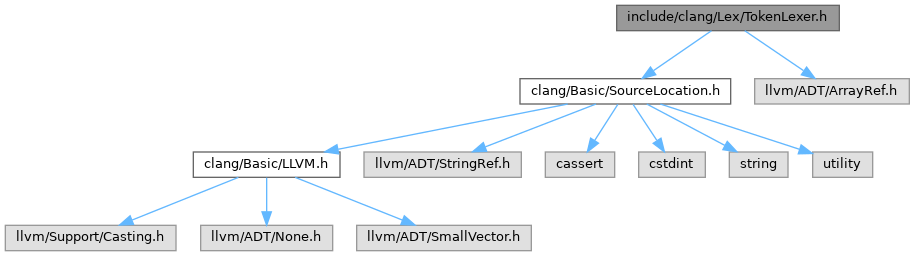 include/clang/Lex/TokenLexer.h
clang/Basic/SourceLocation.h
llvm/ADT/ArrayRef.h
clang/Basic/LLVM.h
llvm/ADT/StringRef.h
cassert
cstdint
string
utility
llvm/Support/Casting.h
llvm/ADT/None.h
llvm/ADT/SmallVector.h